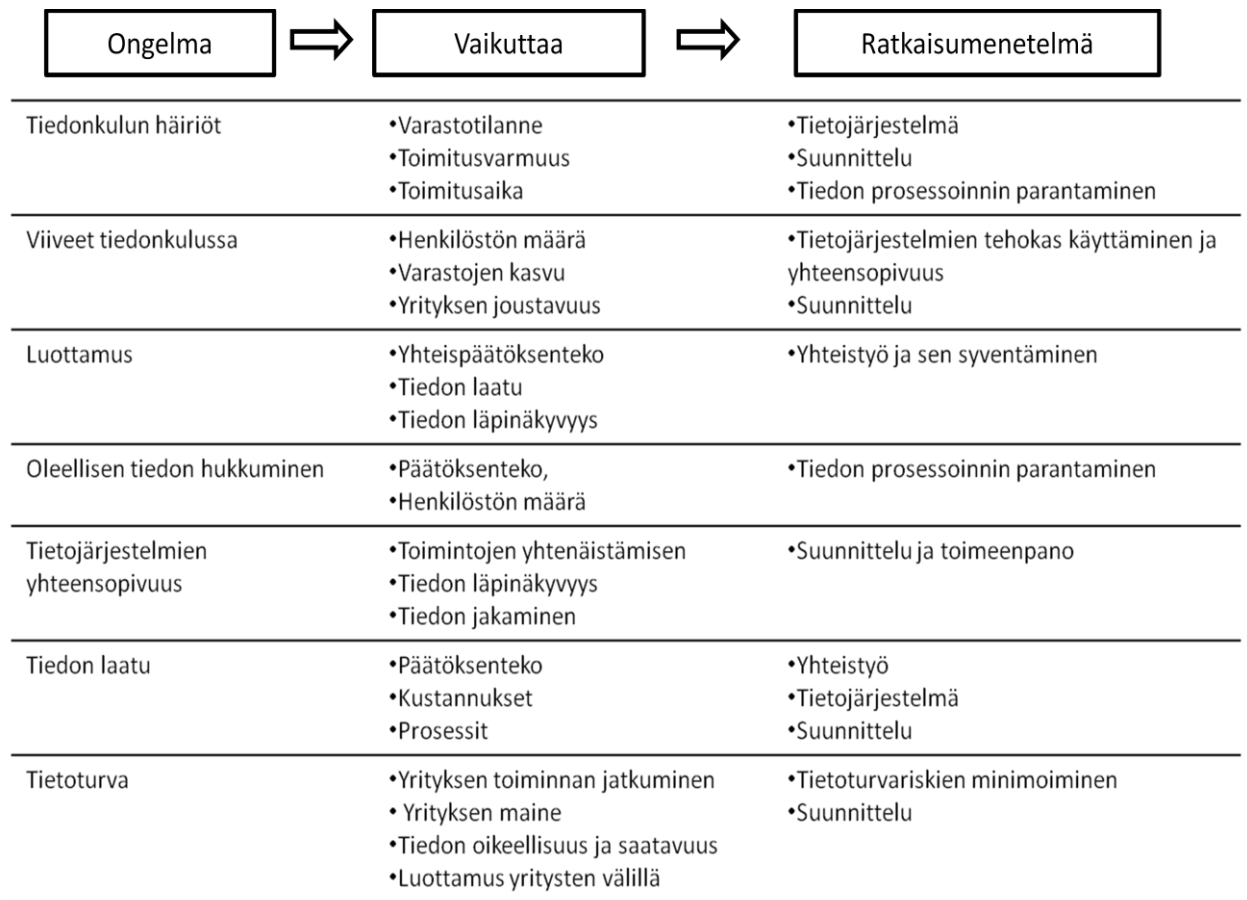 Ongelma
Vaikuttaa
Ratkaisumenetelmä
Tiedonkulun häiriöt
•Varastotilanne
•Toimitusvarmuus
•Toimitusaika
•Tietojärjestelmä
•Suunnittelu
•Tiedon prosessoinnin parantaminen
Viiveet tiedonkulussa
•Henkilöstön määrä
•Varastojen kasvu
•Yrityksen joustavuus
•Tietojärjestelmien tehokas käyttäminen ja
yhteensopivuus
•Suunnittelu
Luottamus
•Yhteispäätöksenteko
•Tiedon laatu
•Tiedon läpinäkyvyys
•Yhteistyö ja sen syventäminen
Oleellisen tiedon hukkuminen
•Päätöksenteko,
•Henkilöstön määrä
•Tiedon prosessoinnin parantaminen
Tietojärjestelmien
yhteensopivuus
•Toimintojen yhtenäistämisen
•Tiedon läpinäkyvyys
•Tiedon jakaminen
•Suunnittelu ja toimeenpano
Tiedon laatu
•Päätöksenteko
•Kustannukset
•Prosessit
•Yhteistyö
•Tietojärjestelmä
•Suunnittelu
Tietoturva
•Yrityksen toiminnan jatkuminen
• Yrityksen maine
•Tiedon oikeellisuus ja saatavuus
•Luottamus yritysten välillä
•Tietoturvariskien minimoiminen
•Suunnittelu